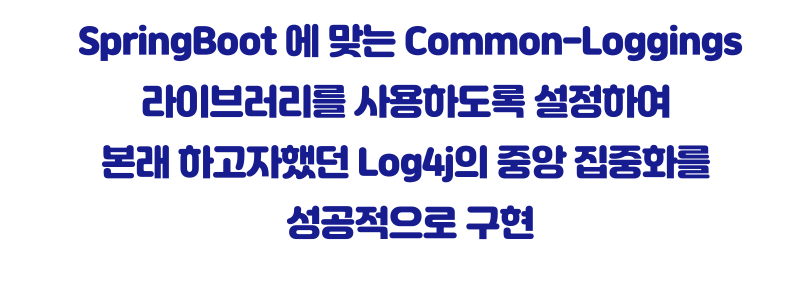 SpringBoot 에 맞는 Common-Loggings
라이브러리를 사용하도록 설정하여
본래 하고자했던 Log4j의 중앙 집중화를
성공적으로 구현